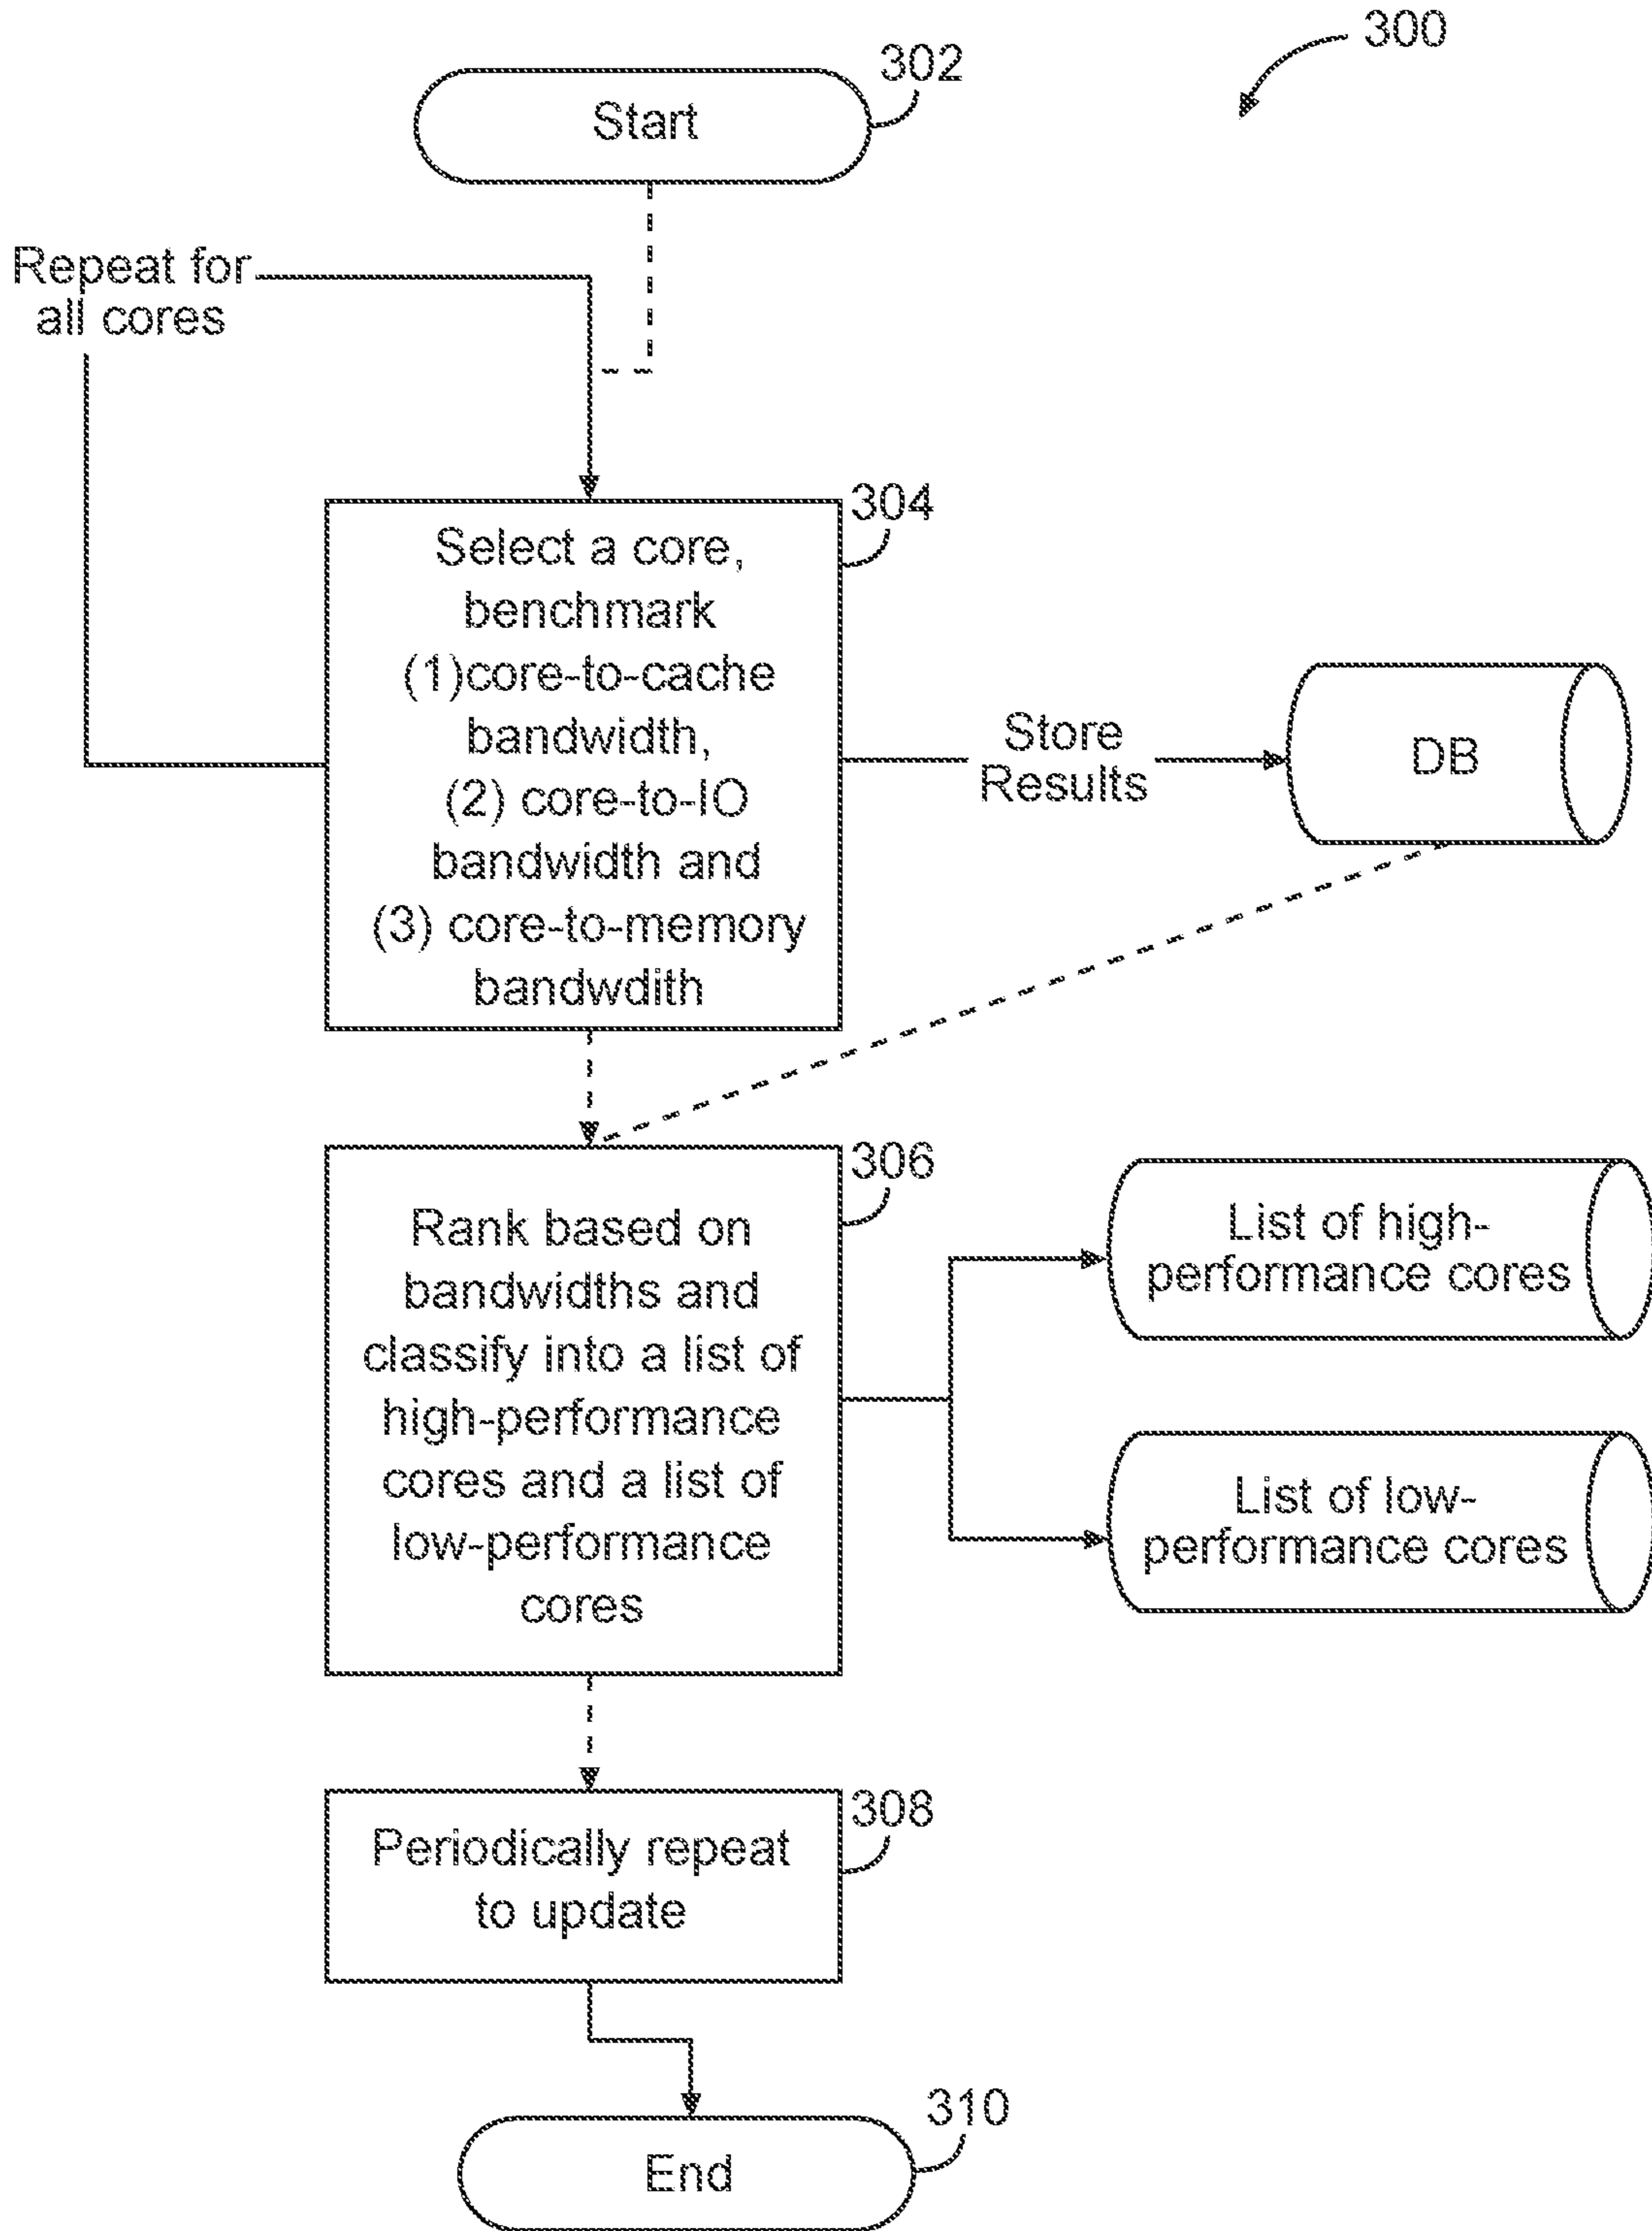 300
302
Start
Repeat for
all cores
304
Select a core,
benchmark
(1)core-to-cache
bandwidth,
(2) core-to-IO
bandwidth and
(3) core-to-memory
bandwdith
Store
Results
DB
306
Rank based on
bandwidths and
classify into a list of
high-performance
cores and a list of
low-performance
cores
List of high-
performance cores
List of low-
performance cores
308
Periodically repeat
to update
310
End